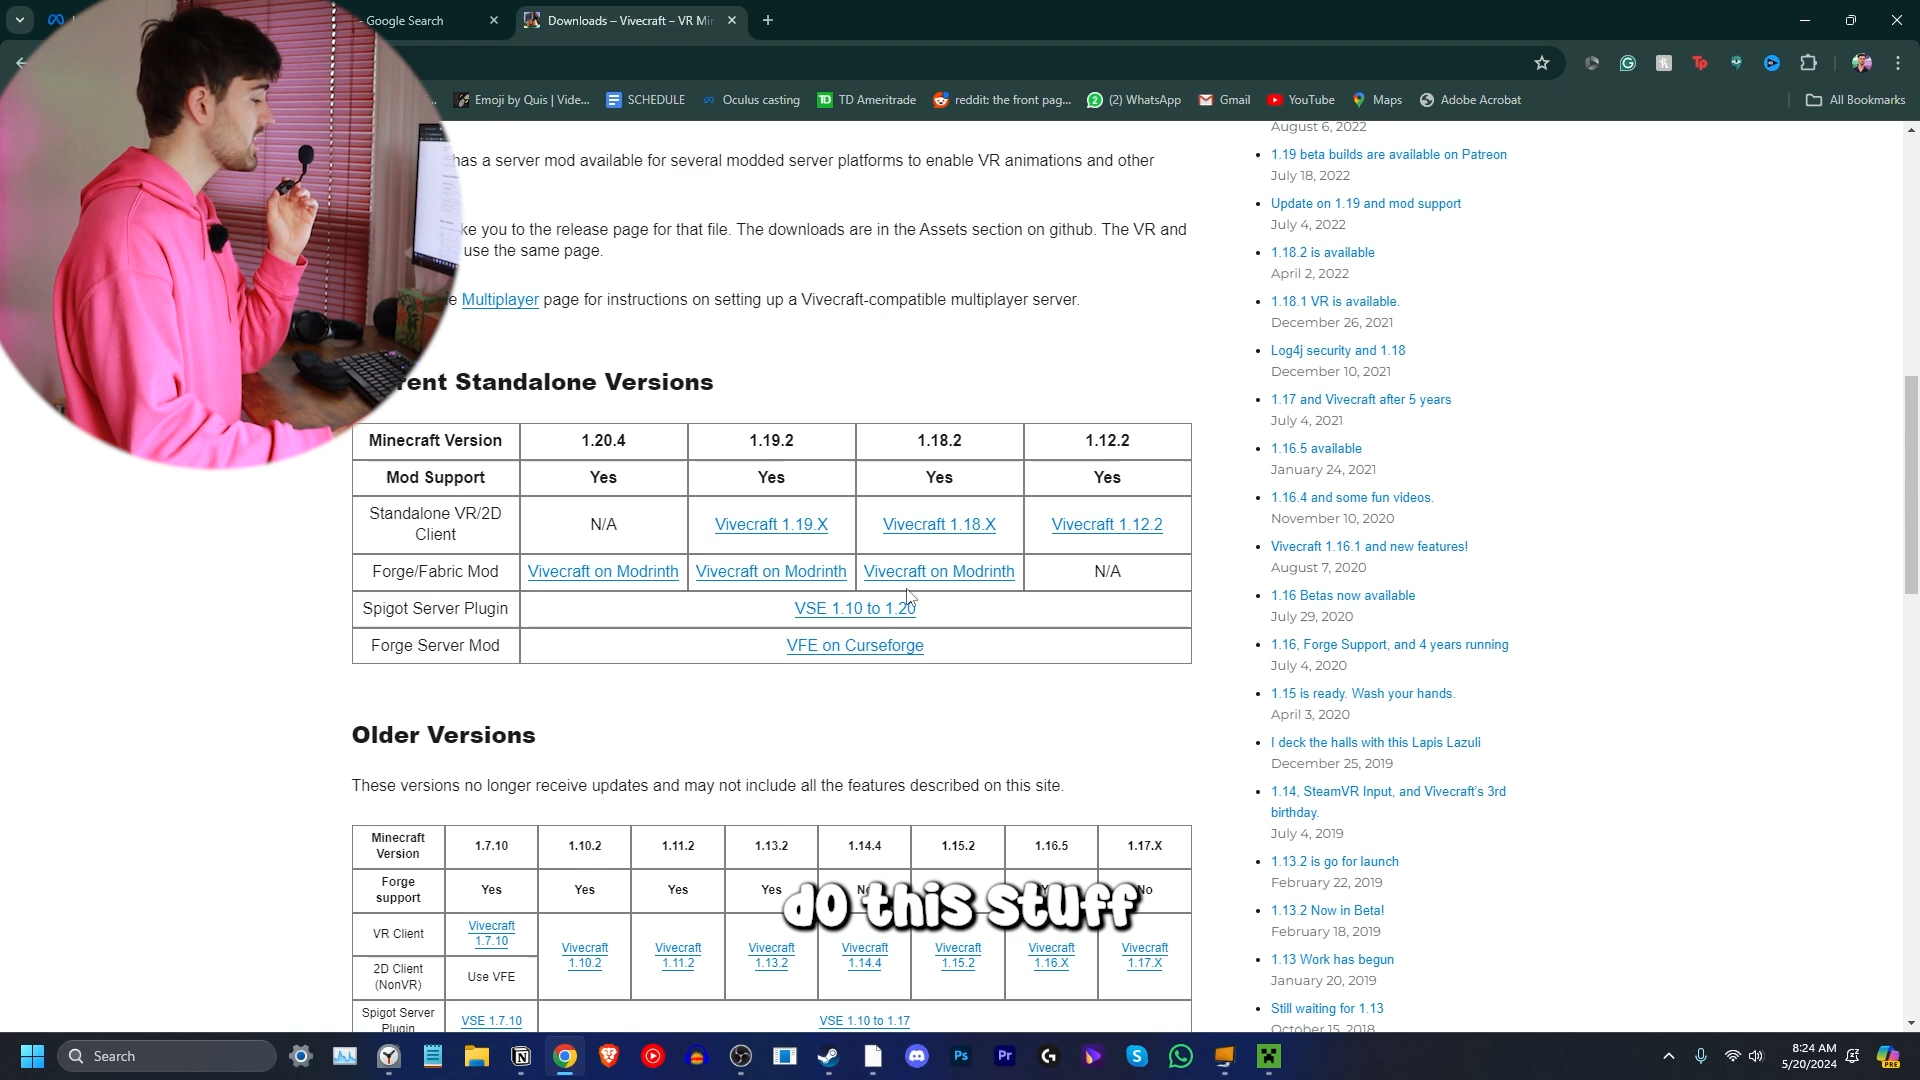 - Google Search
Downloads – Vivecraft – VR Mi
Emoji by Quis | Vide...
SCHEDULE
Oculus casting
TD Ameritrade
reddit: the front pag...
(2) WhatsApp
Gmail
YouTube
Maps
Adobe Acrobat
All Bookmarks
has a server mod available for several modded server platforms to enable VR animations and other
ke you to the release page for that file. The downloads are in the Assets section on github. The VR and
use the same page.
e Multiplayer page for instructions on setting up a Vivecraft-compatible multiplayer server.
rent Standalone Versions
Minecraft Version 1.20.4 1.19.2 1.18.2 1.12.2
Mod Support Yes Yes Yes Yes
Standalone VR/2D
Client
N/A Vivecraft 1.19.X Vivecraft 1.18.X Vivecraft 1.12.2
Forge/Fabric Mod Vivecraft on Modrinth Vivecraft on Modrinth Vivecraft on Modrinth N/A
Spigot Server Plugin VSE 1.10 to 1.20
Forge Server Mod VFE on Curseforge
Older Versions
These versions no longer receive updates and may not include all the features described on this site.
Minecraft
Version
1.7.10 1.10.2 1.11.2 1.13.2 1.14.4 1.15.2 1.16.5 1.17.X
Forge
support
Yes Yes Yes Yes No
do this stuff
VR Client
Vivecraft
1.7.10
2D Client
(NonVR)
Use VFE
Vivecraft
1.10.2
Vivecraft
1.11.2
Vivecraft
1.13.2
Vivecraft
1.14.4
Vivecraft
1.15.2
Vivecraft
1.16.X
Vivecraft
1.17.X
Spigot Server
Plugin
VSE 1.7.10
VSE 1.10 to 1.17
August 6, 2022
1.19 beta builds are available on Patreon
July 18, 2022
Update on 1.19 and mod support
July 4, 2022
1.18.2 is available
April 2, 2022
1.18.1 VR is available.
December 26, 2021
Log4j security and 1.18
December 10, 2021
1.17 and Vivecraft after 5 years
July 4, 2021
1.16.5 available
January 24, 2021
1.16.4 and some fun videos.
November 10, 2020
Vivecraft 1.16.1 and new features!
August 7, 2020
1.16 Betas now available
July 29, 2020
1.16, Forge Support, and 4 years running
July 4, 2020
1.15 is ready. Wash your hands.
April 3, 2020
I deck the halls with this Lapis Lazuli
December 25, 2019
1.14, SteamVR Input, and Vivecraft's 3rd
birthday.
July 4, 2019
1.13.2 is go for launch
February 22, 2019
1.13.2 Now in Beta!
February 18, 2019
1.13 Work has begun
January 20, 2019
Still waiting for 1.13
October 15, 2018
Search
8:24 AM
5/20/2024